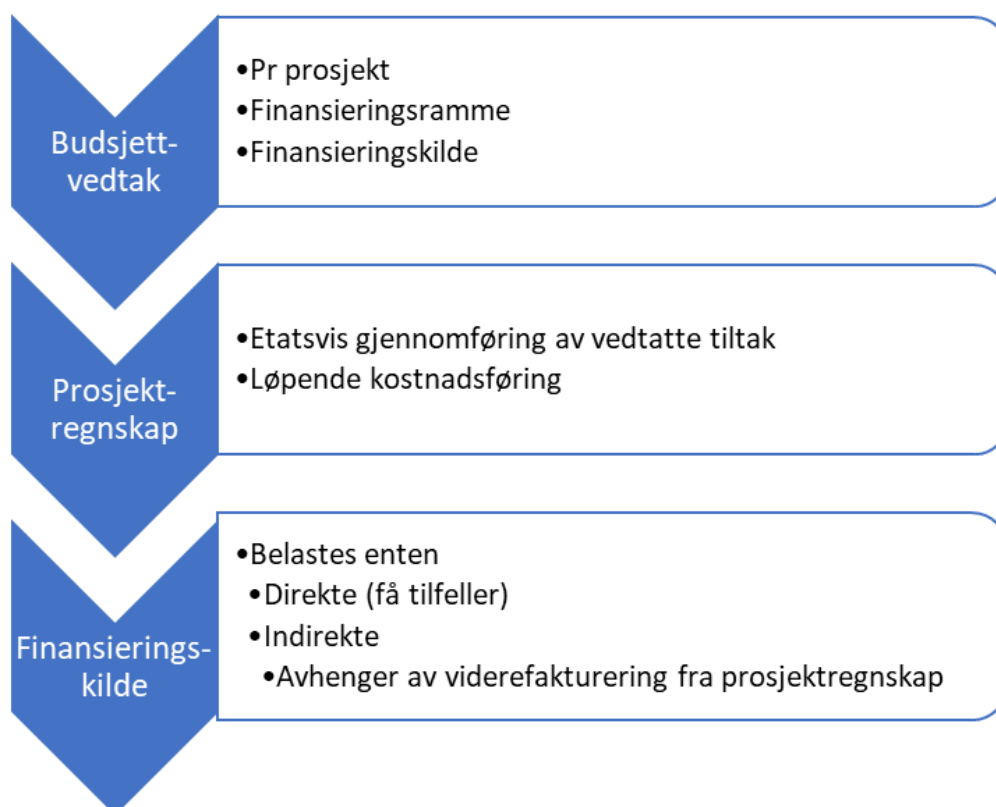 Budsjett-
vedtak
•Pr prosjekt
•Finansieringsramme
•Finansieringskilde
Prosjekt-
regnskap
•Etatsvis gjennomføring av vedtatte tiltak
•Løpende kostnadsføring
Finansierings-
kilde
•Belastes enten
•Direkte (få tilfeller)
•Indirekte
•Avhenger av viderefakturering fra prosjektregnskap